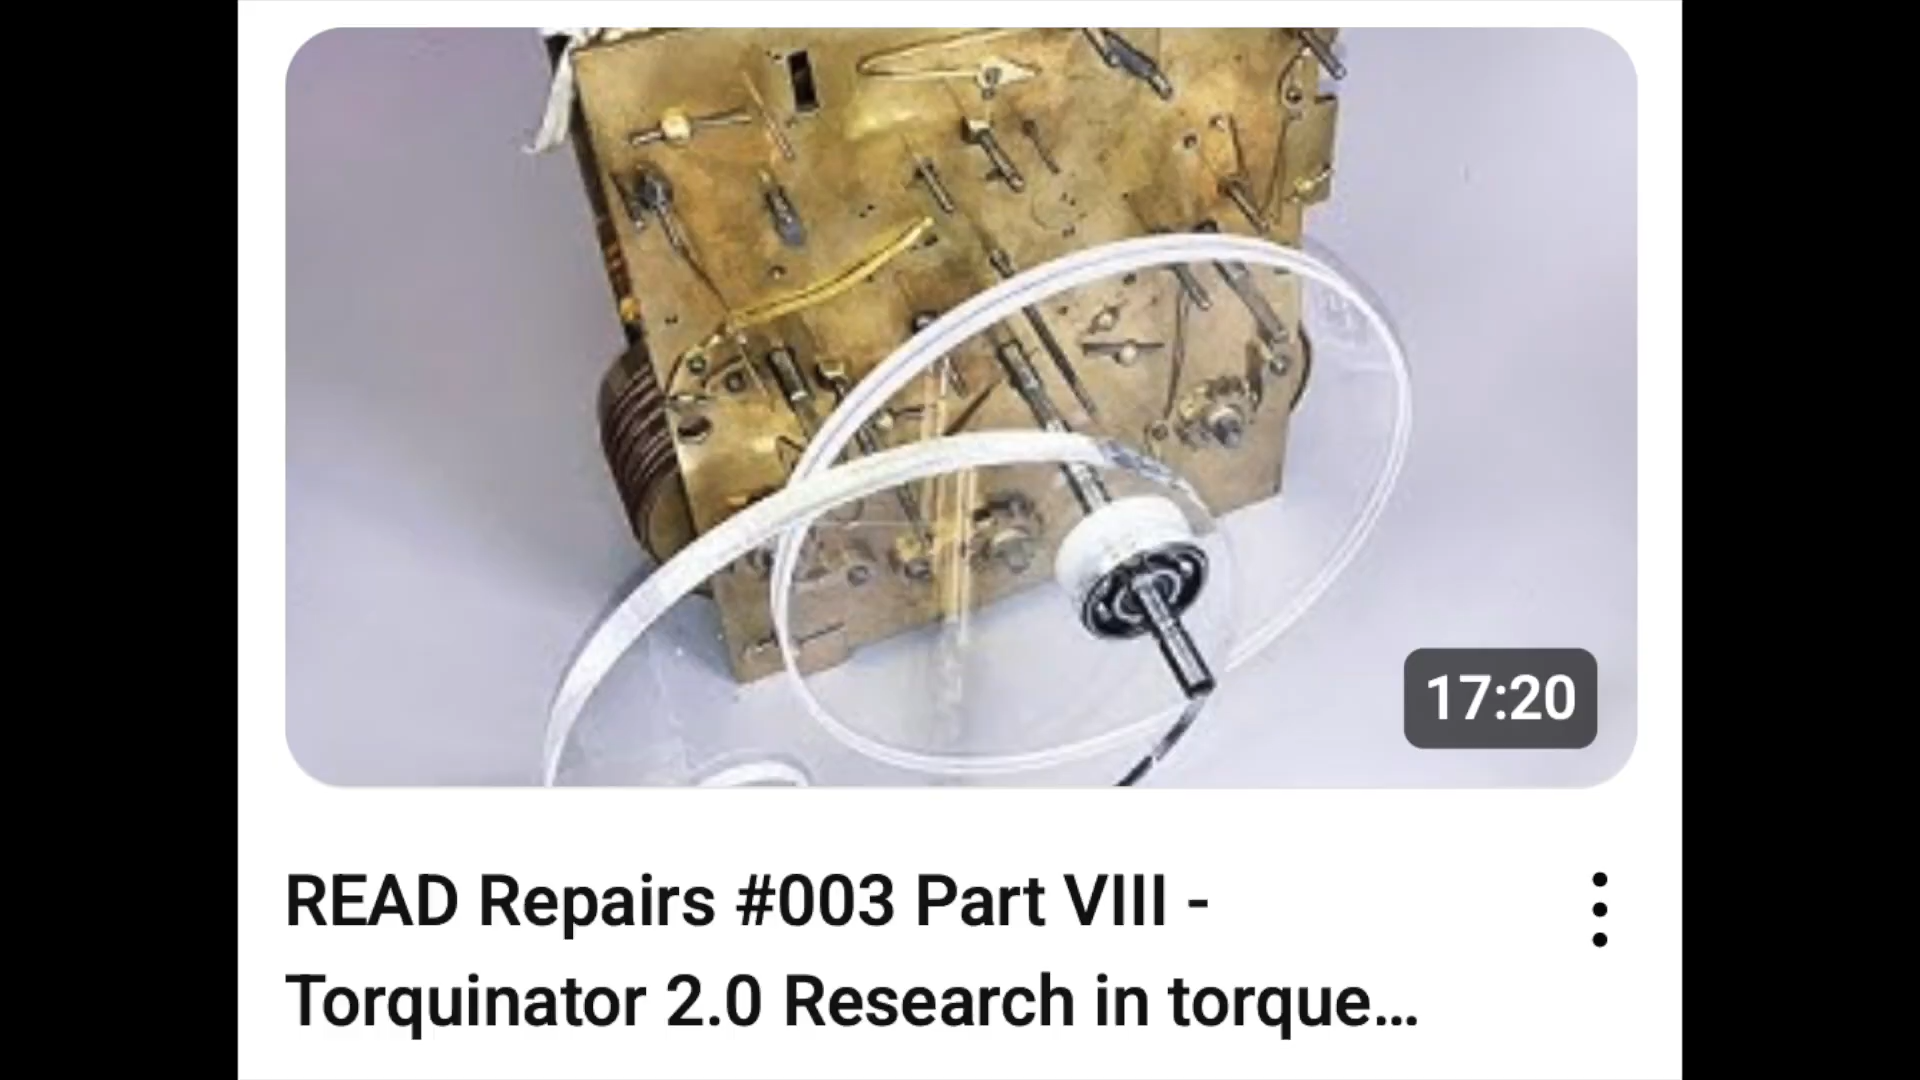 17:20
READ Repairs #003 Part VIII -
Torquinator 2.0 Research in torque...